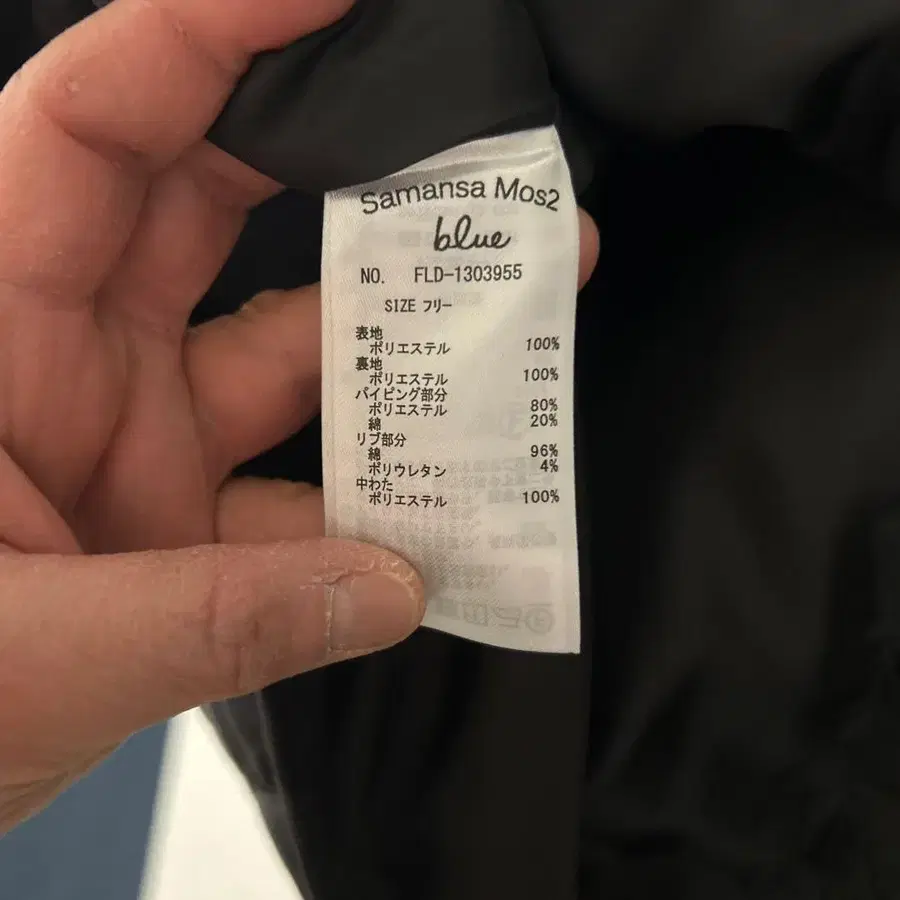 Samansa Mos2
blue
NO. FLD-1303955
SIZE フリー
表地
ポリエステル 100%
裏地
ポリエステル 100%
パイピング部分
ポリエステル 80%
綿 20%
リブ部分
綿 96%
ポリウレタン 4%
中わた
ポリエステル 100%